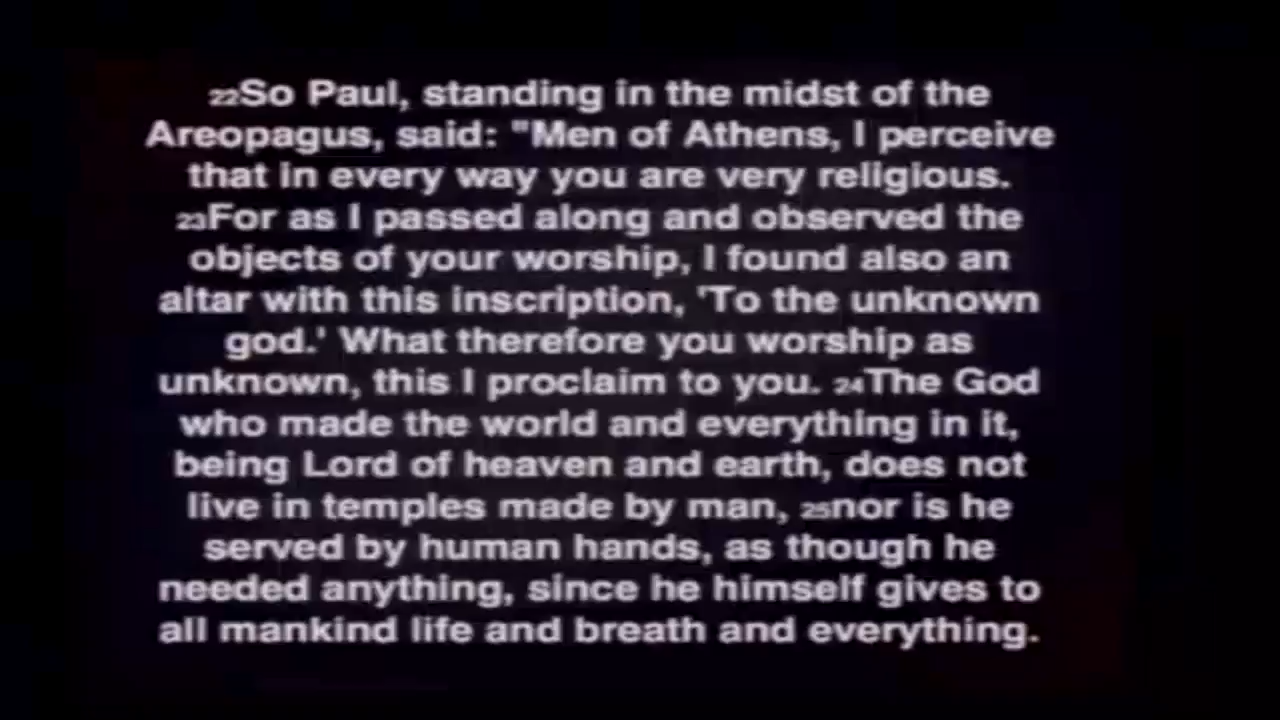 22So Paul, standing in the midst of the
Areopagus, said: "Men of Athens, I perceive
that in every way you are very religious.
23For as I passed along and observed the
objects of your worship, I found also an
altar with this inscription, 'To the unknown
god.' What therefore you worship as
unknown, this I proclaim to you. 24The God
who made the world and everything in it,
being Lord of heaven and earth, does not
live in temples made by man, 25nor is he
served by human hands, as though he
needed anything, since he himself gives to
all mankind life and breath and everything.